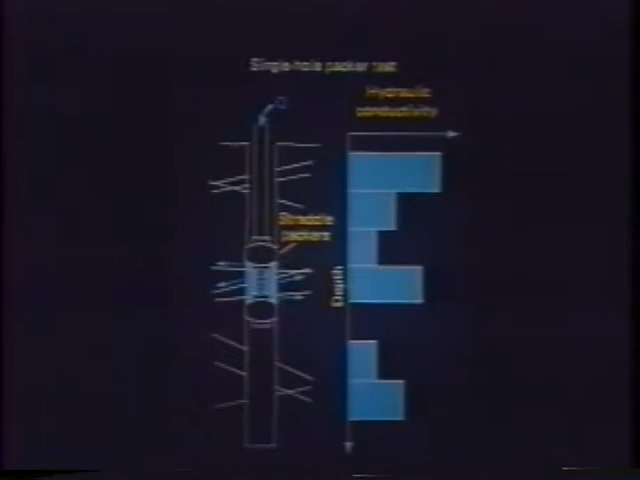 Single-hole packer test
Hydraulic
conductivity
Q
Straddle
packers
Depth